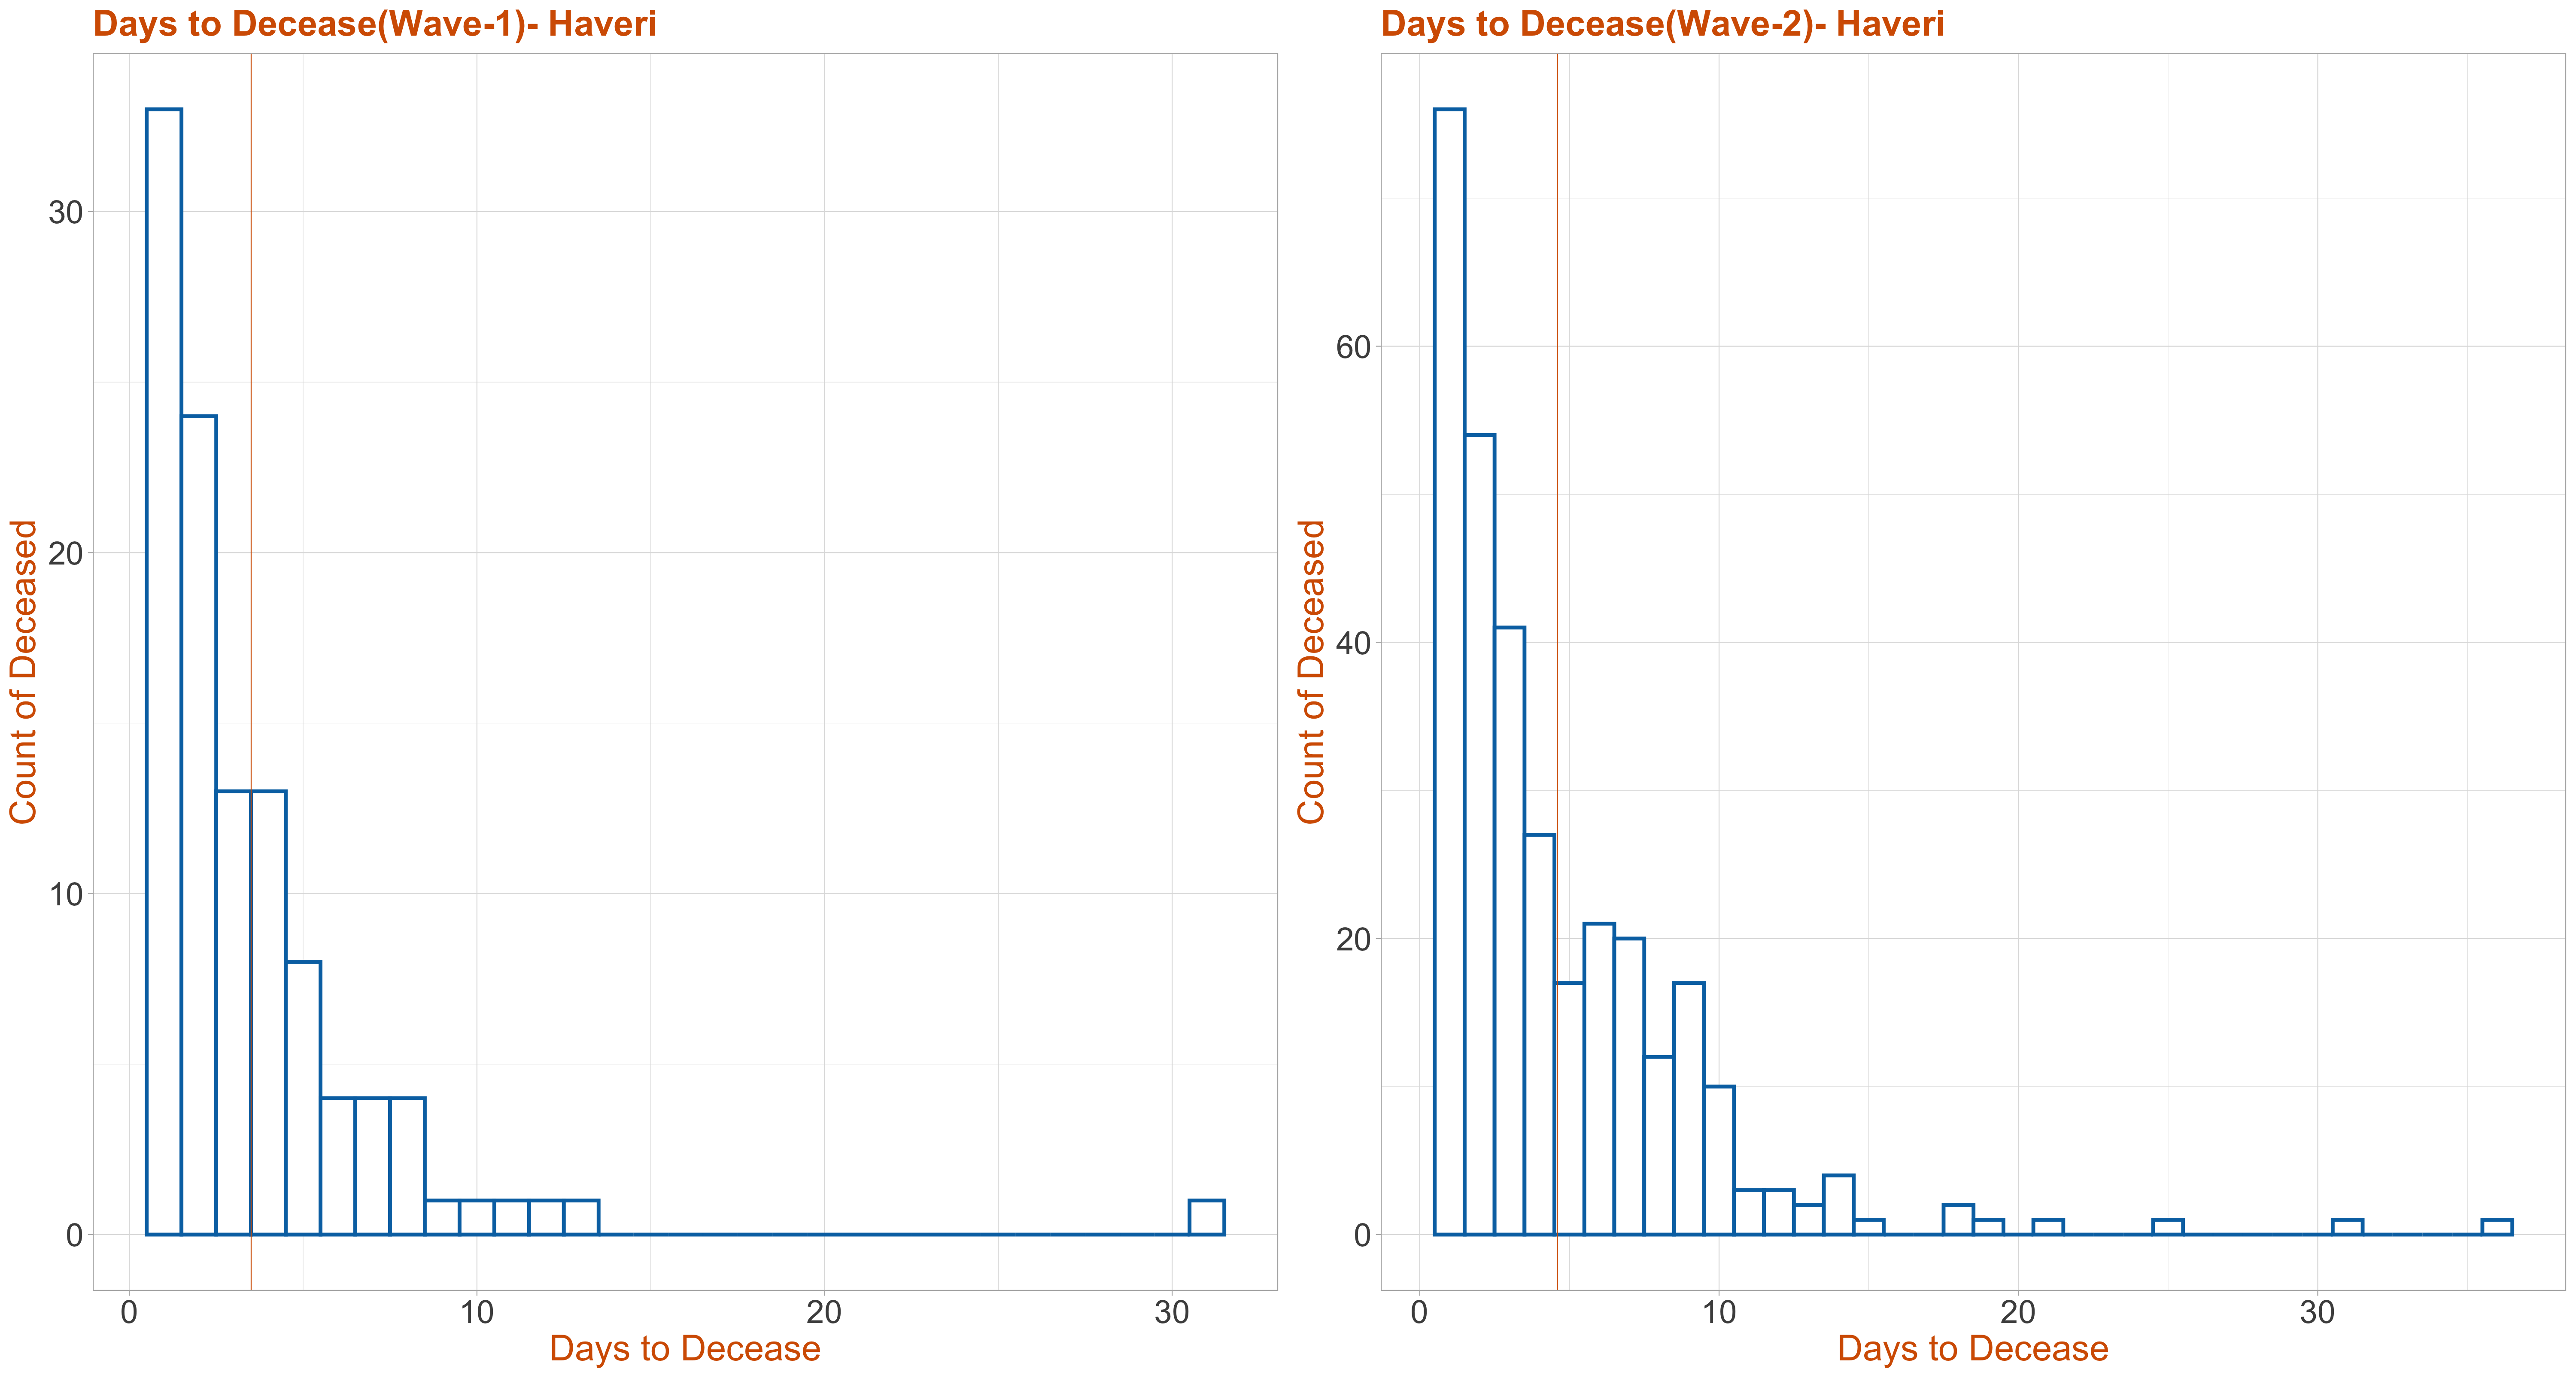 Days to Decease(Wave-1)- Haveri
Count of Deceased
30
20
10
0
0 10 20 30
Days to Decease
Days to Decease(Wave-2)- Haveri
Count of Deceased
60
40
20
0
0 10 20 30
Days to Decease